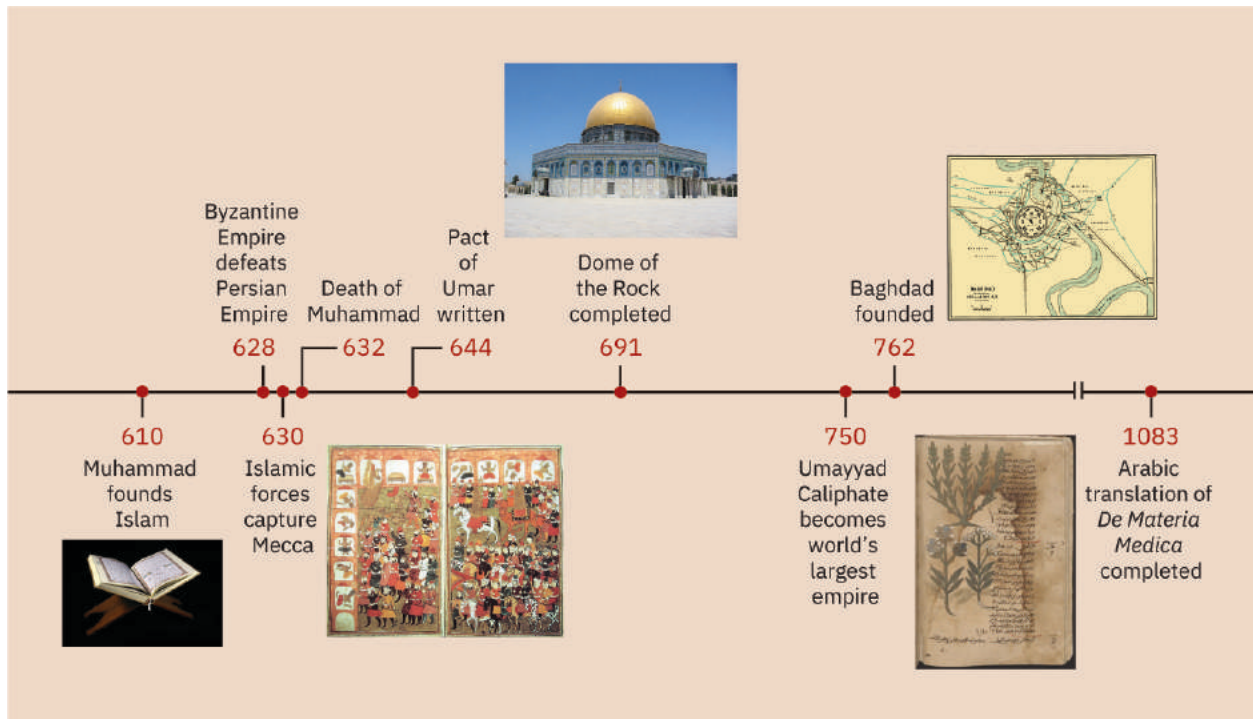 Byzantine
Empire
defeats
Persian
Empire
628
Death of
Muhammad
632
Pact
of
Umar
written
644
Dome of
the Rock
completed
691
Baghdad
founded
762
610
Muhammad
founds
Islam
630
Islamic
forces
capture
Mecca
750
Umayyad
Caliphate
becomes
world's
largest
empire
1083
Arabic
translation of
De Materia
Medica
completed